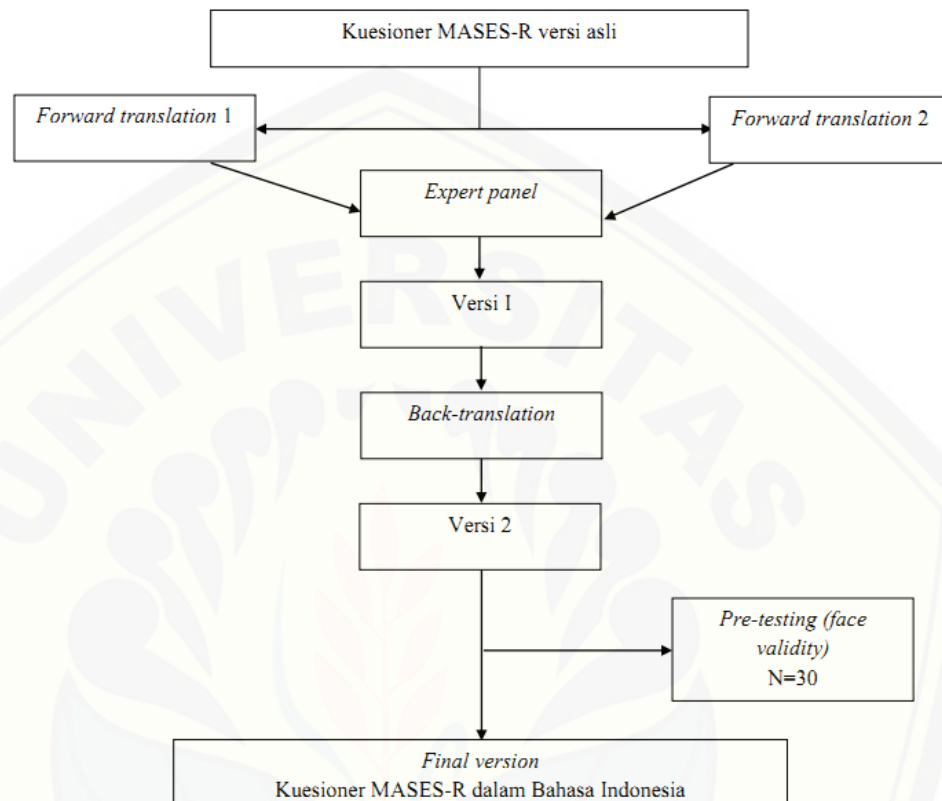 Kuesioner MASES-R versi asli
Forward translation 1
Forward translation 2
Expert panel
Versi I
Back-translation
Versi 2
Pre-testing (face
validity)
N=30
Final version
Kuesioner MASES-R dalam Bahasa Indonesia
UNIVERSITAS